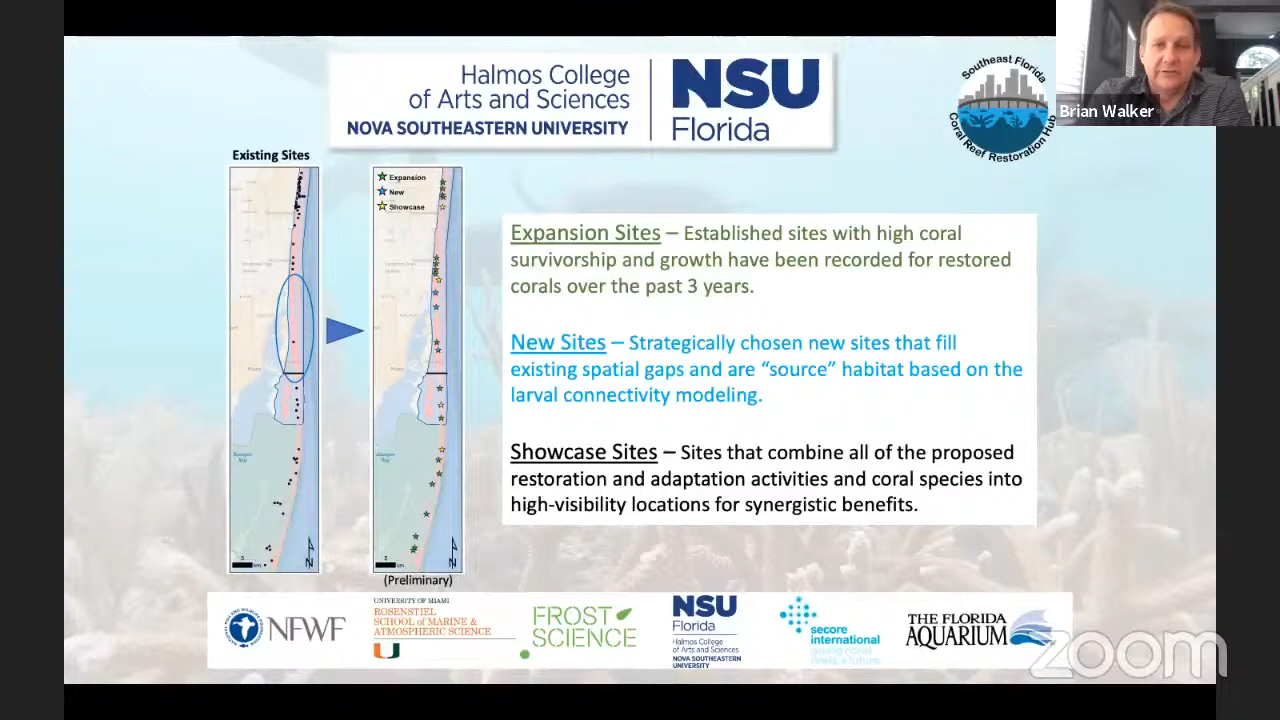 Halmos College
of Arts and Sciences
NOVA SOUTHEASTERN UNIVERSITY
NSU
Florida
Southeast Florida
Coral Reef Restoration Hub
Brian Walker
Existing Sites
Expansion
New
Showcase
N
N
(Preliminary)
Expansion Sites – Established sites with high coral
survivorship and growth have been recorded for restored
corals over the past 3 years.
New Sites – Strategically chosen new sites that fill
existing spatial gaps and are “source” habitat based on the
larval connectivity modeling.
Showcase Sites – Sites that combine all of the proposed
restoration and adaptation activities and coral species into
high-visibility locations for synergistic benefits.
NFWF
UNIVERSITY OF MIAMI
ROSENSTIEL
SCHOOL of MARINE &
ATMOSPHERIC SCIENCE
FROST
SCIENCE
NSU
Florida
Halmos College
of Arts and Sciences
NOVA SOUTHEASTERN
UNIVERSITY
secore
international
giving coral
reefs a future
THE FLORIDA
AQUARIUM
zoom